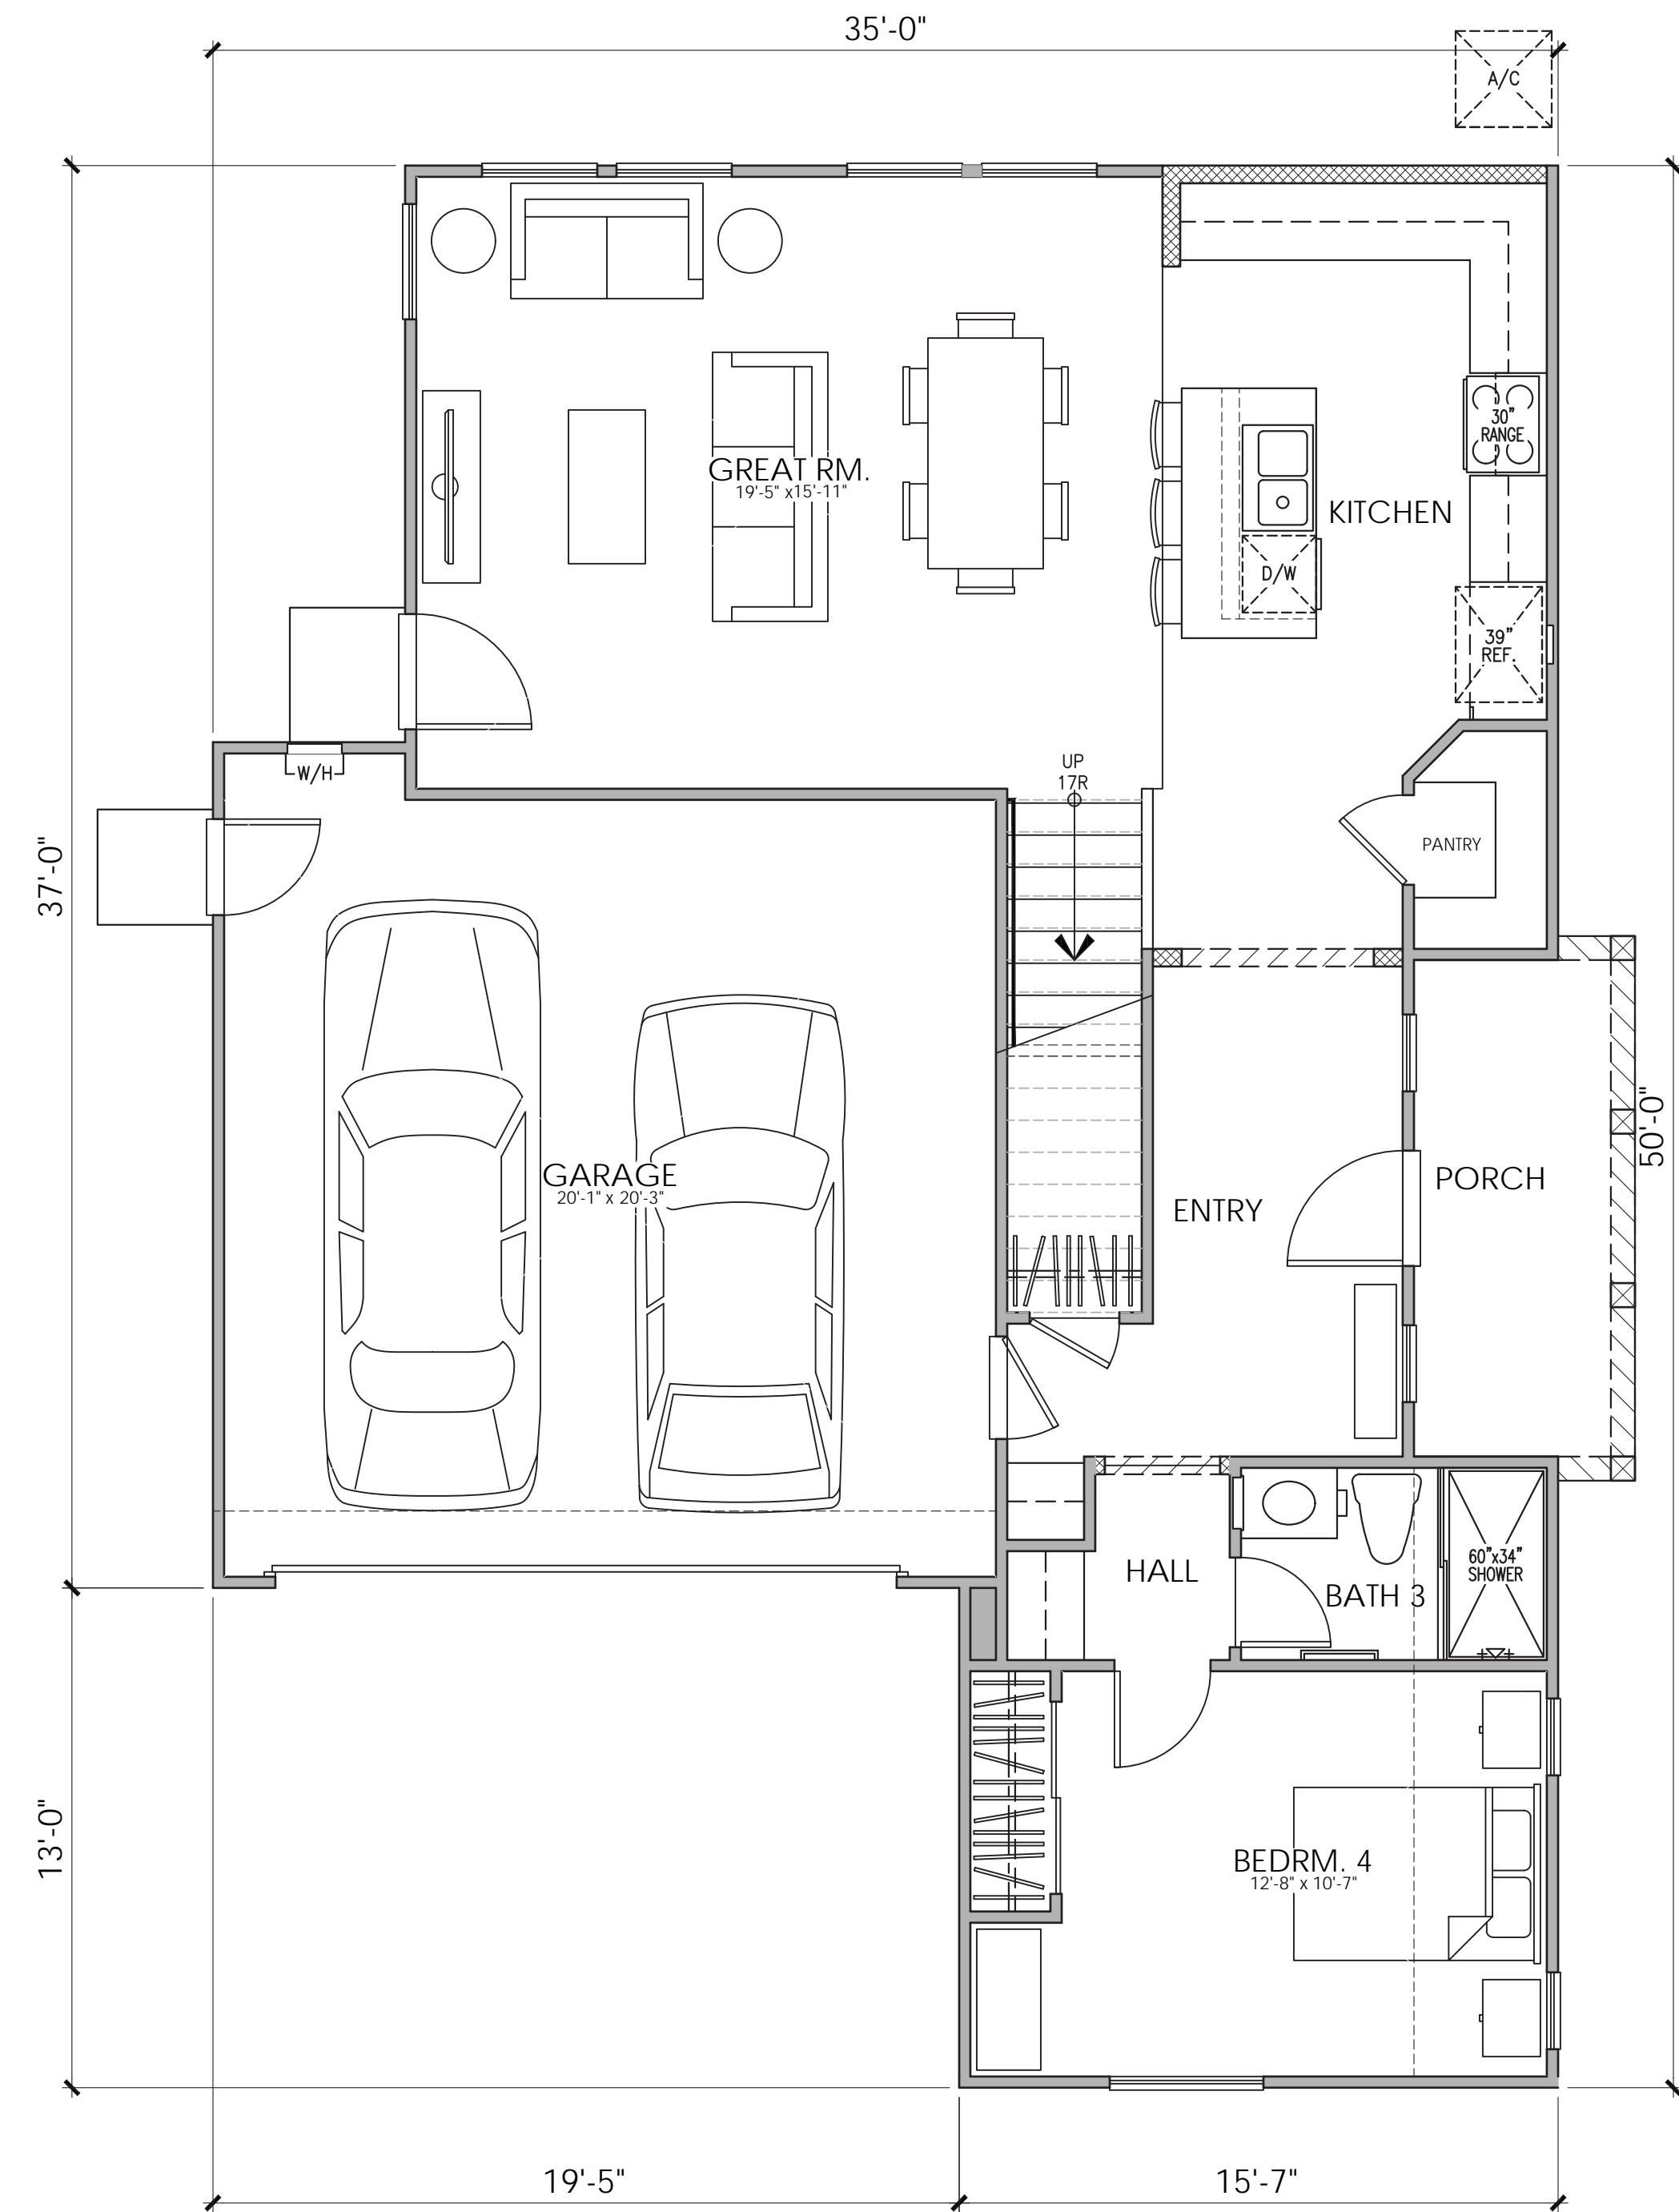 35'-0"
A/C
GREAT RM.
19'-5" x15'-11"
30"
RANGE
KITCHEN
D/W
39"
REF.
W/H
UP
17R
PANTRY
37'-0"
50'-0"
GARAGE
20'-1" x 20'-3"
ENTRY
PORCH
HALL
BATH 3
60"x34"
SHOWER
13'-0"
BEDRM. 4
12'-8" x 10'-7"
19'-5"
15'-7"